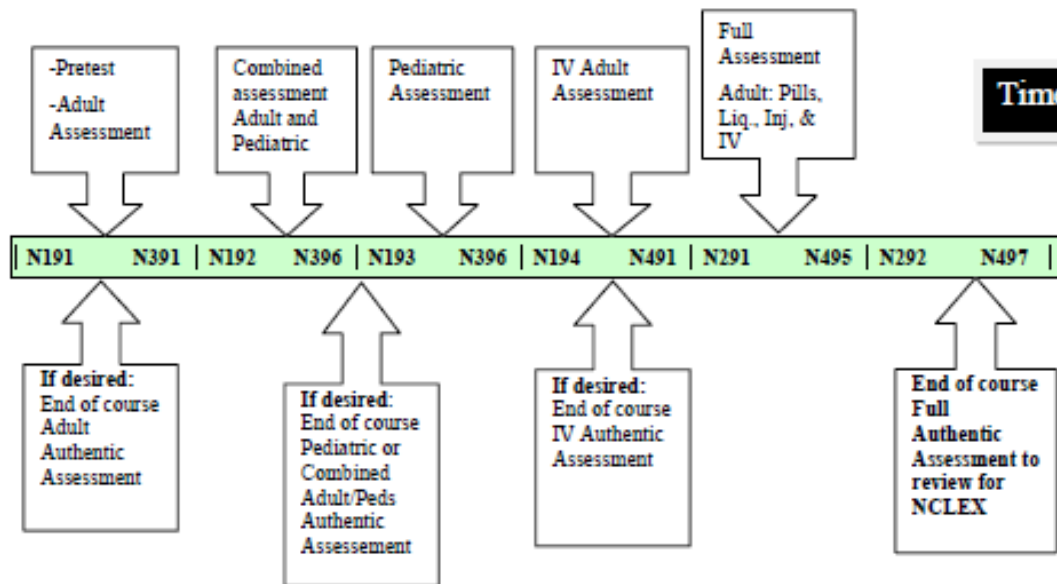 -Pretest
-Adult
Assessment
Combined
assessment
Adult and
Pediatric
Pediatric
Assessment
IV Adult
Assessment
Full
Assessment
Adult: Pills,
Liq., Inj, &
IV
Time
| N191 N391 | N192 N396 | N193 N396 | N194 N491 | N291 N495 | N292 N497 |
If desired:
End of course
Adult
Authentic
Assessment
If desired:
End of course
Pediatric or
Combined
Adult/Peds
Authentic
Assessement
If desired:
End of course
IV Authentic
Assessment
End of course
Full
Authentic
Assessment to
review for
NCLEX